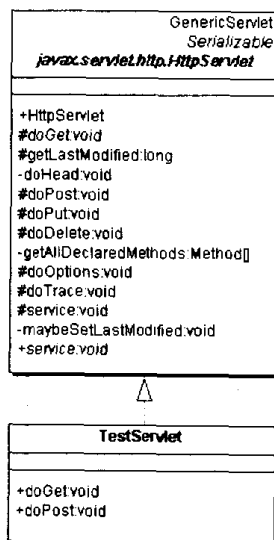 GenericServlet
Serializable
javax.servlet.http.HttpServlet
+HttpServlet
#doGet:void
#getLastModified:long
-doHead:void
#doPost:void
#doPut:void
#doDelete:void
-getAllDeclaredMethods:Method[]
#doOptions:void
#doTrace:void
#service:void
-maybeSetLastModified:void
+service:void
TestServlet
+doGet:void
+doPost:void